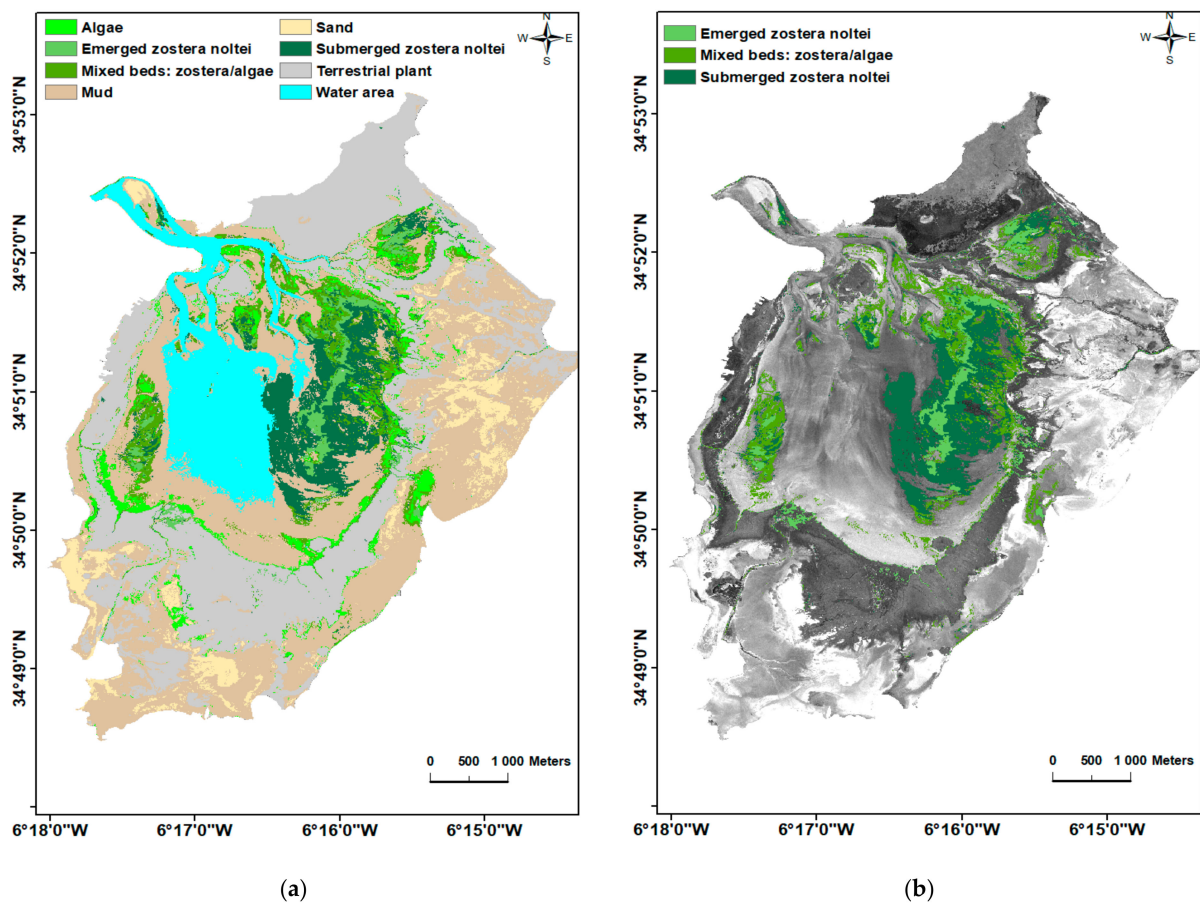 Algae
Emerged zostera noltei
Mixed beds: zostera/algae
Mud
Sand
Submerged zostera noltei
Terrestrial plant
Water area
N
W E
S
34°53'0"N
34°52'0"N
34°51'0"N
34°50'0"N
34°49'0"N
0 500 1 000 Meters
6°18'0"W 6°17'0"W 6°16'0"W 6°15'0"W
(a)
Emerged zostera noltei
Mixed beds: zostera/algae
Submerged zostera noltei
N
W E
S
34°53'0"N
34°52'0"N
34°51'0"N
34°50'0"N
34°49'0"N
0 500 1 000 Meters
6°18'0"W 6°17'0"W 6°16'0"W 6°15'0"W
(b)